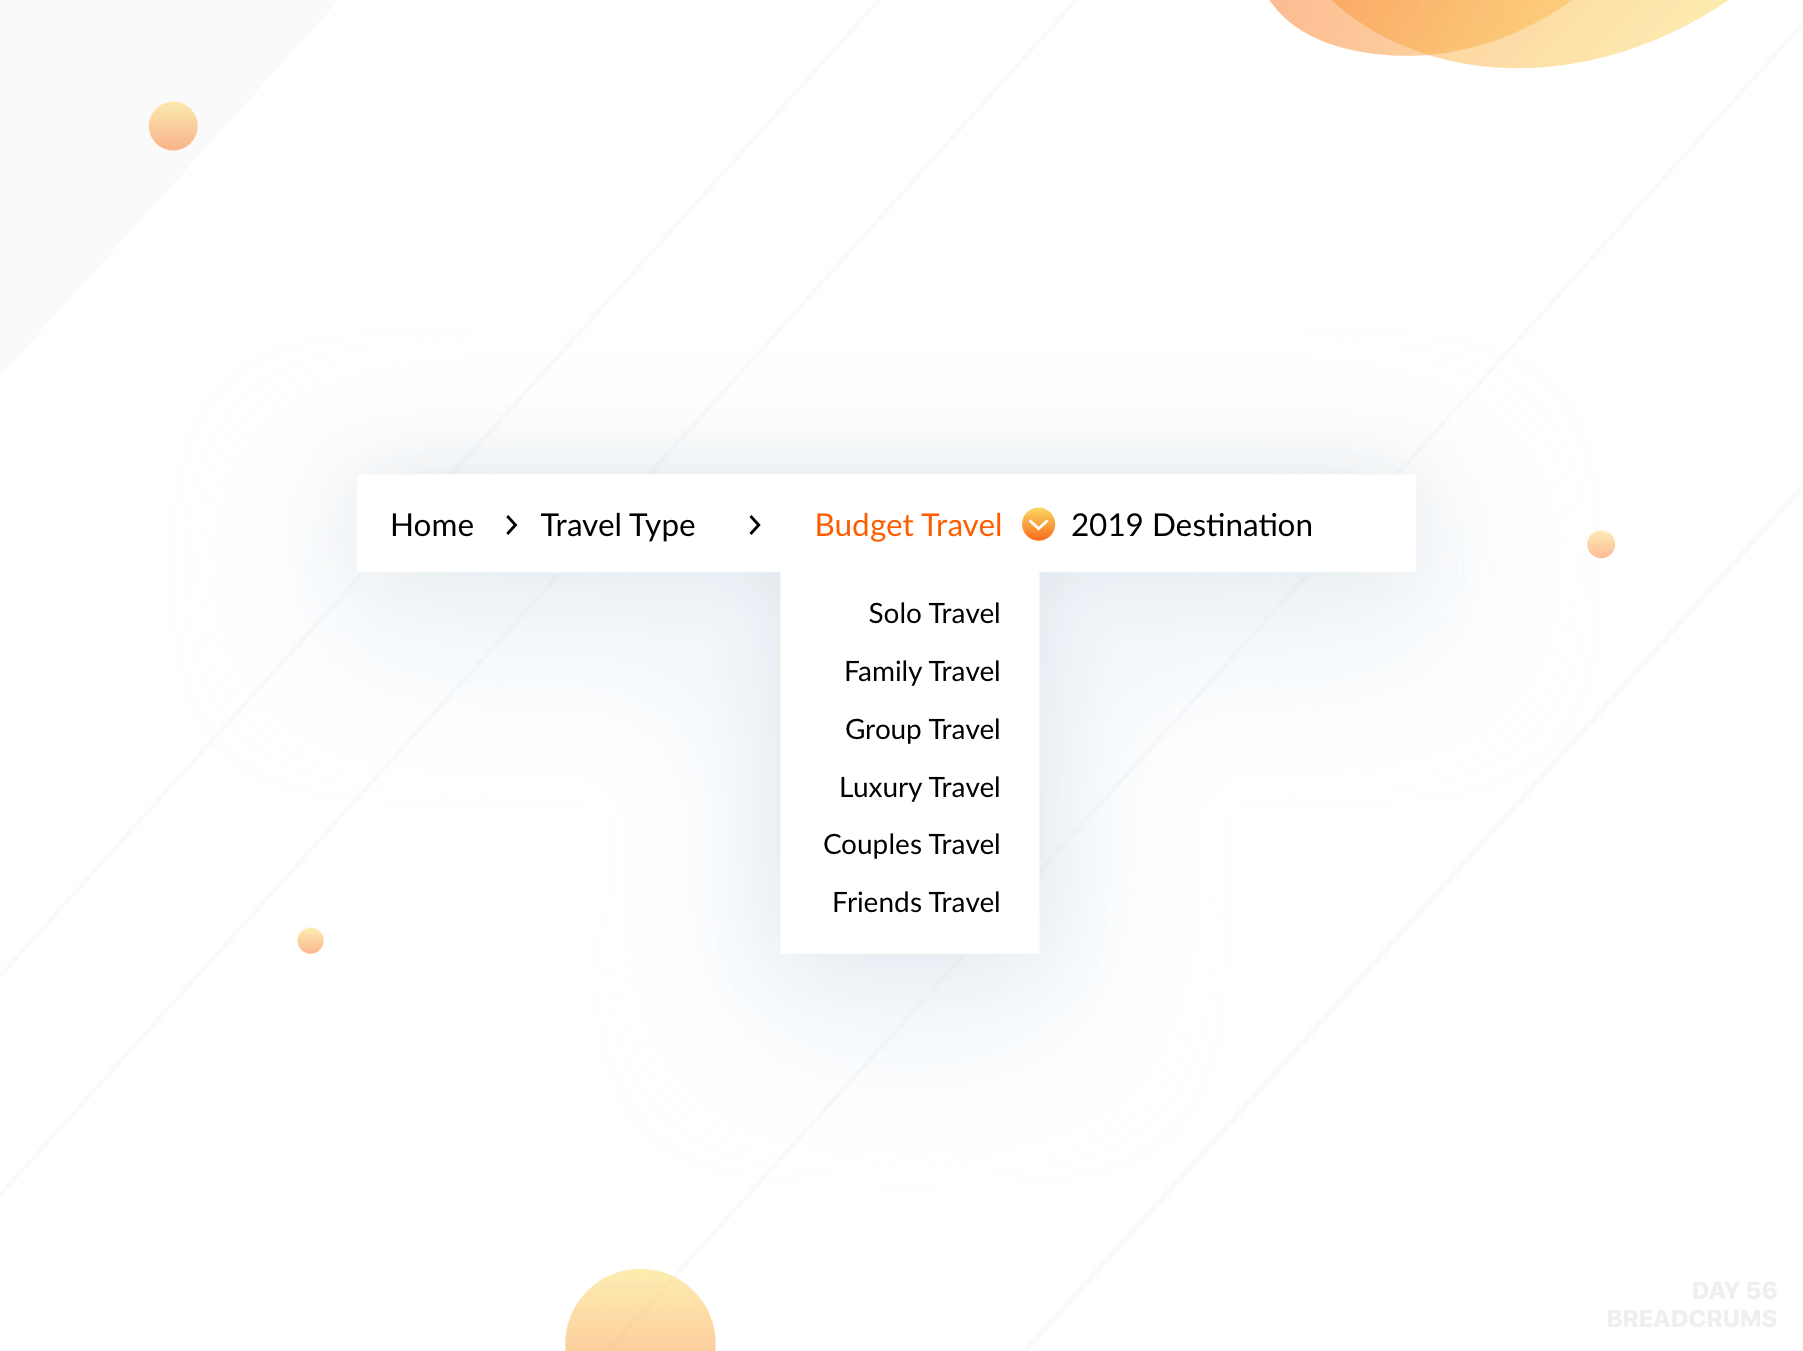 Home > Travel Type > Budget Travel 2019 Destination
Solo Travel
Family Travel
Group Travel
Luxury Travel
Couples Travel
Friends Travel
DAY 56
BREADCRUMS